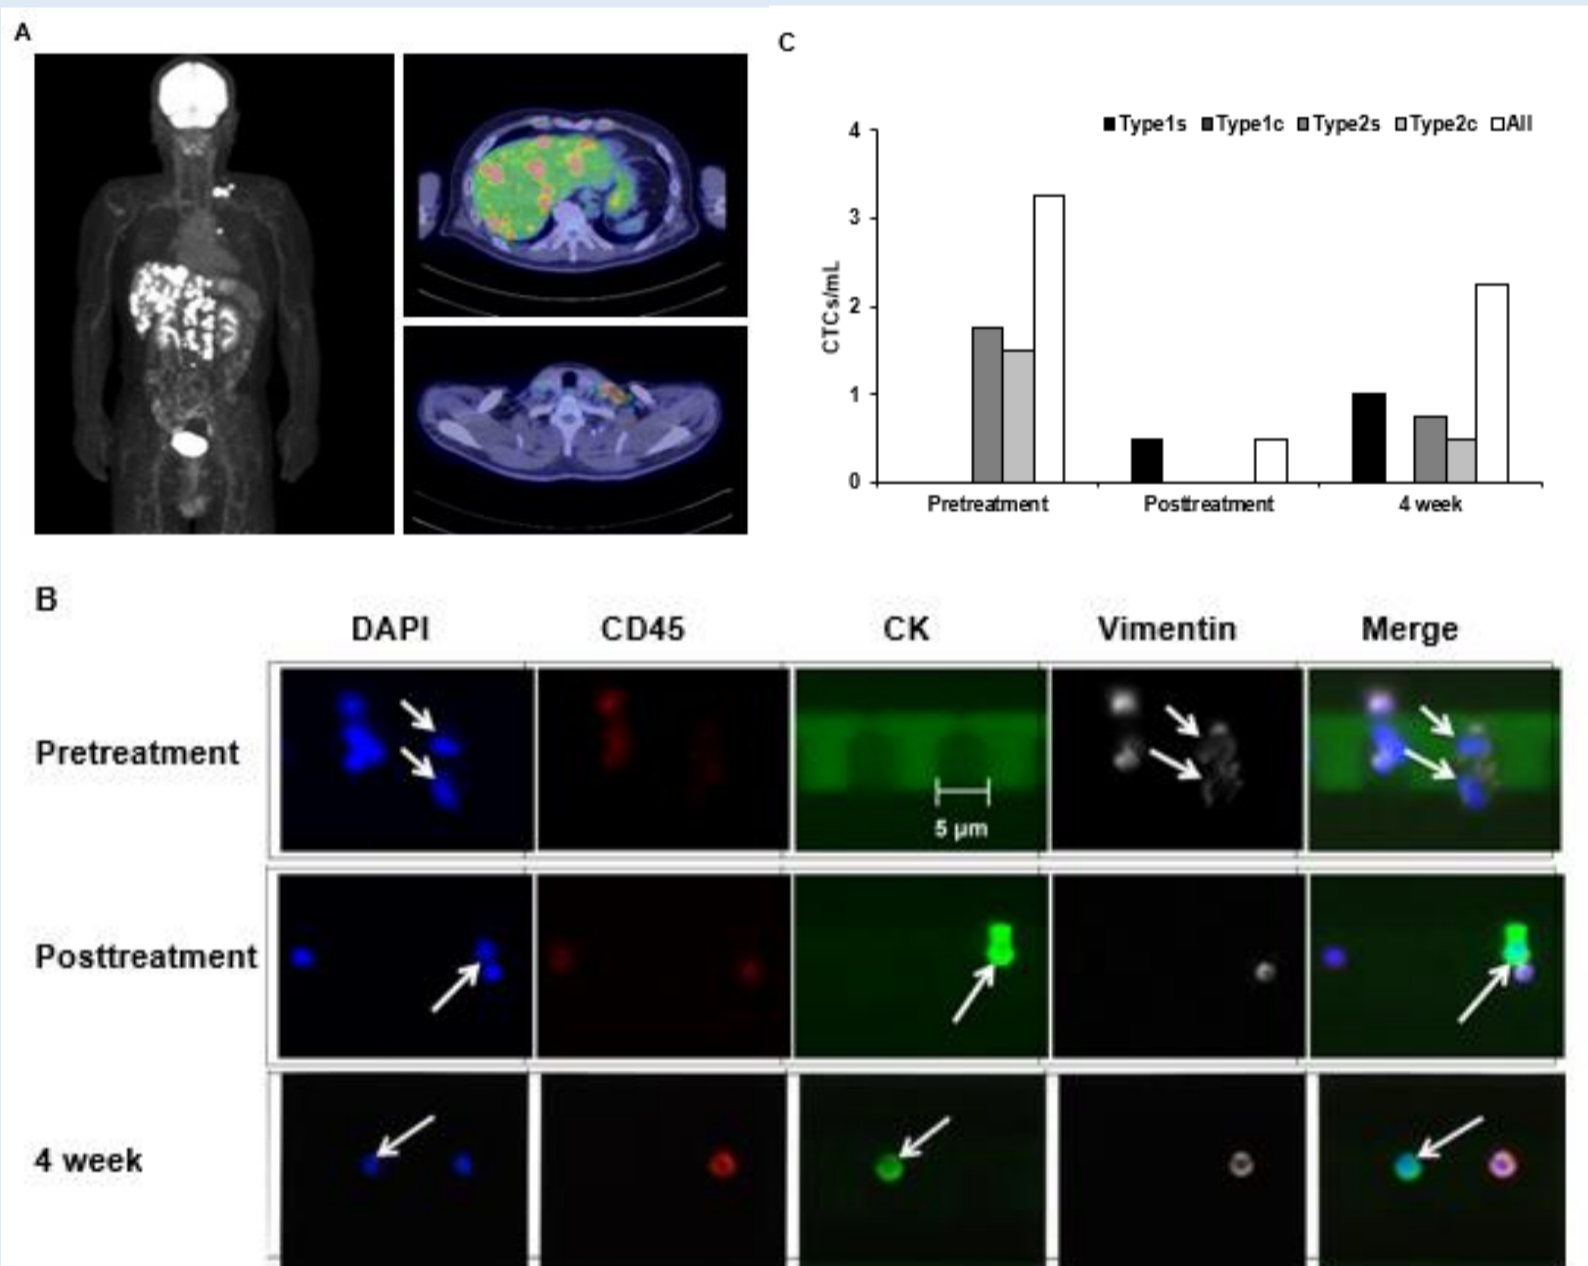 A
C
Type1s Type1c Type2s Type2c All
4
3
2
1
0
CTCs/mL
Pretreatment Posttreatment 4 week
B
DAPI CD45 CK Vimentin Merge
Pretreatment
5 μm
Posttreatment
4 week